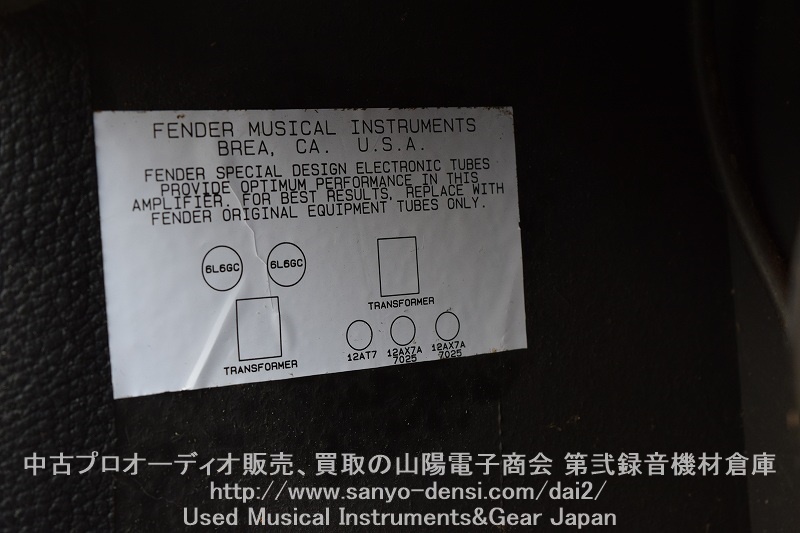 FENDER MUSICAL INSTRUMENTS
BREA, CA. U.S.A.
FENDER SPECIAL DESIGN ELECTRONIC TUBES
PROVIDE OPTIMUM PERFORMANCE IN THIS
AMPLIFIER. FOR BEST RESULTS, REPLACE WITH
FENDER ORIGINAL EQUIPMENT TUBES ONLY.
6L6GC
6L6GC
TRANSFORMER
TRANSFORMER
12AT7
12AX7A
7025
12AX7A
7025
中古プロオーディオ販売、買取の山陽電子商会 第弐録音機材倉庫
http://www.sanyo-densi.com/dai2/
Used Musical Instruments&Gear Japan